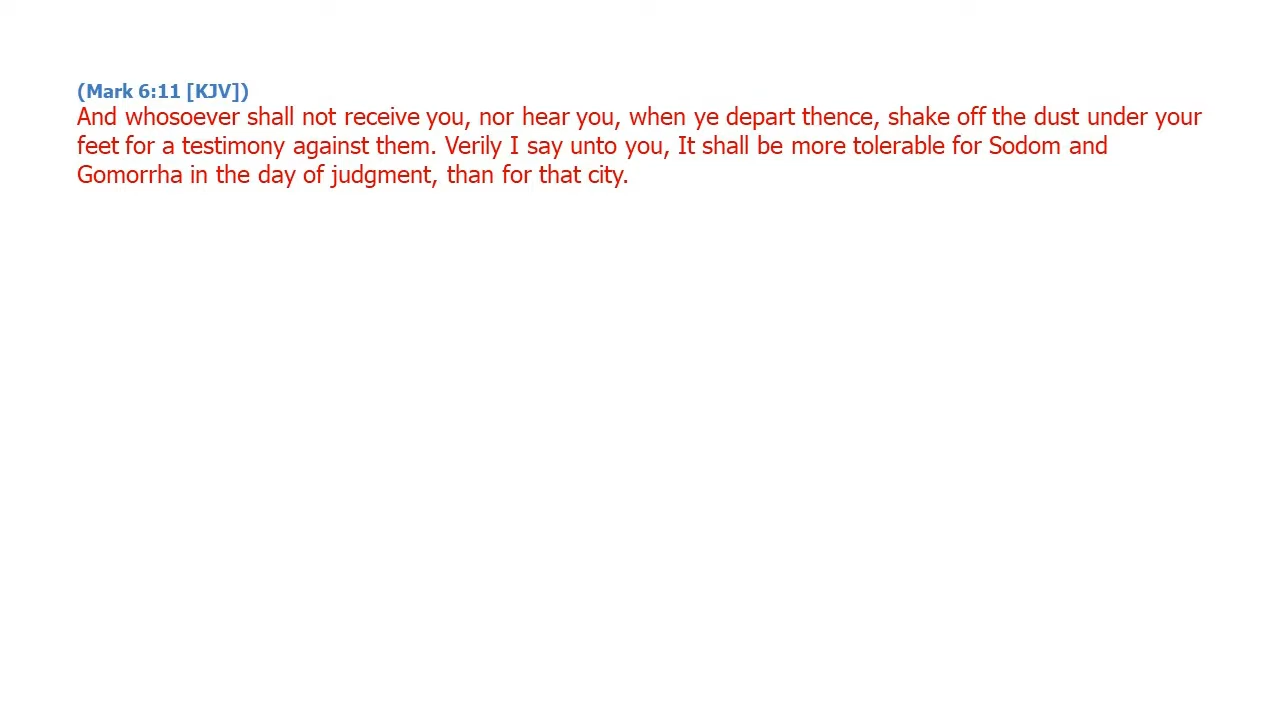 (Mark 6:11 [KJV])
And whosoever shall not receive you, nor hear you, when ye depart thence, shake off the dust under your
feet for a testimony against them. Verily I say unto you, It shall be more tolerable for Sodom and
Gomorrha in the day of judgment, than for that city.